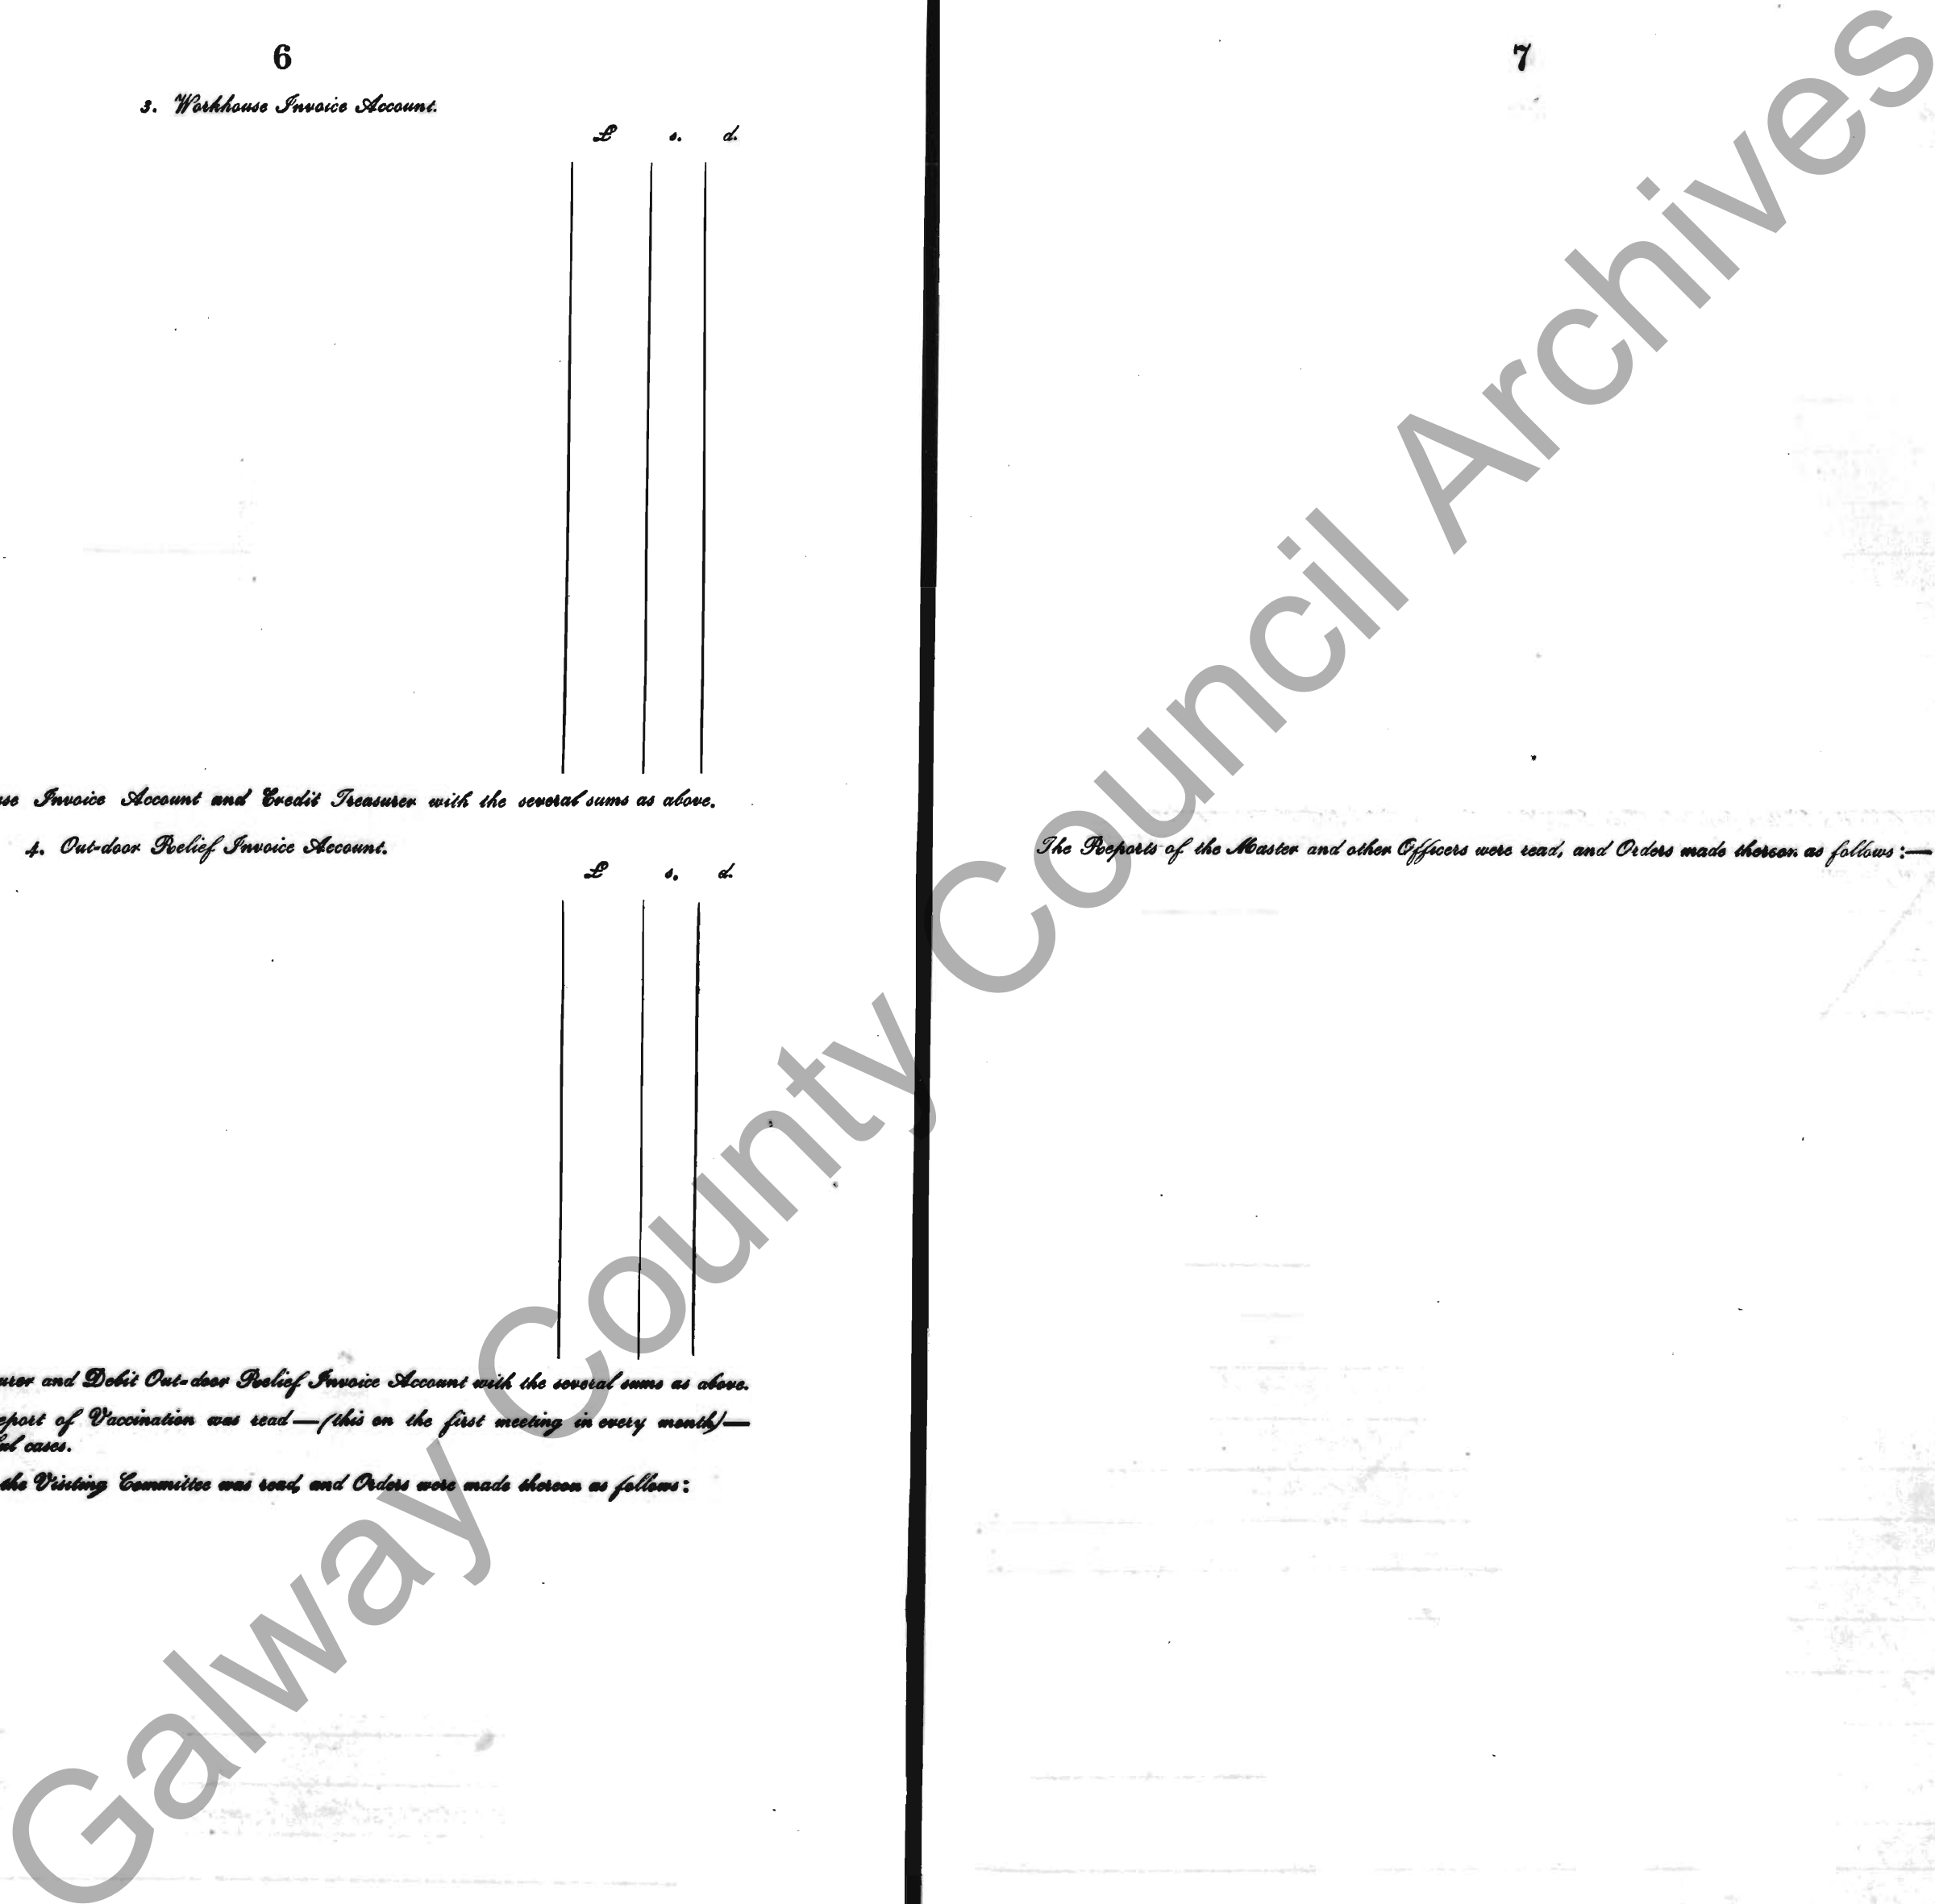 6
3. Workhouse Invoice Account.
£ s. d.
Invoice Account and Credit Treasurer with the several sums as above.
4. Out-door Relief Invoice Account.
£ s. d.
and Debit Out-door Relief Invoice Account with the several sums as above.
of Vaccination was read—(this on the first meeting in every month)—
cases.
the Visiting Committee was read, and Orders were made thereon as follows:
7
The Reports of the Master and other Officers were read, and Orders made thereon as follows:—
Galway County Council Archives